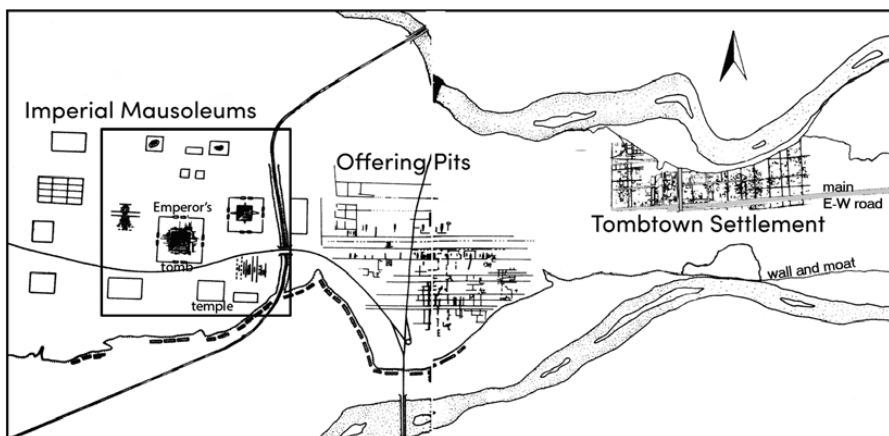 Imperial Mausoleums
Emperor's
tomb
temple
Offering Pits
Tombtown Settlement
main
E-W road
wall and moat